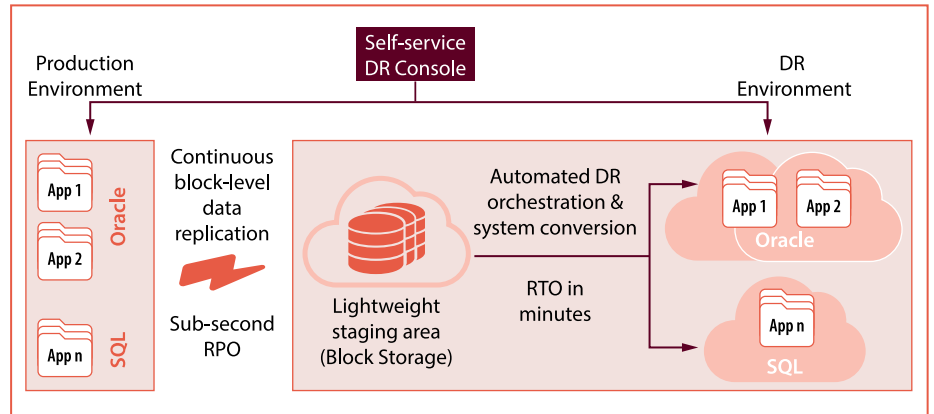 Self-service
DR Console
Production
Environment
DR
Environment
App 1
App 2
Oracle
App n
SQL
Continuous
block-level
data
replication
Sub-second
RPO
Lightweight
staging area
(Block Storage)
Automated DR
orchestration &
system conversion
RTO in
minutes
App 1
App 2
Oracle
App n
SQL